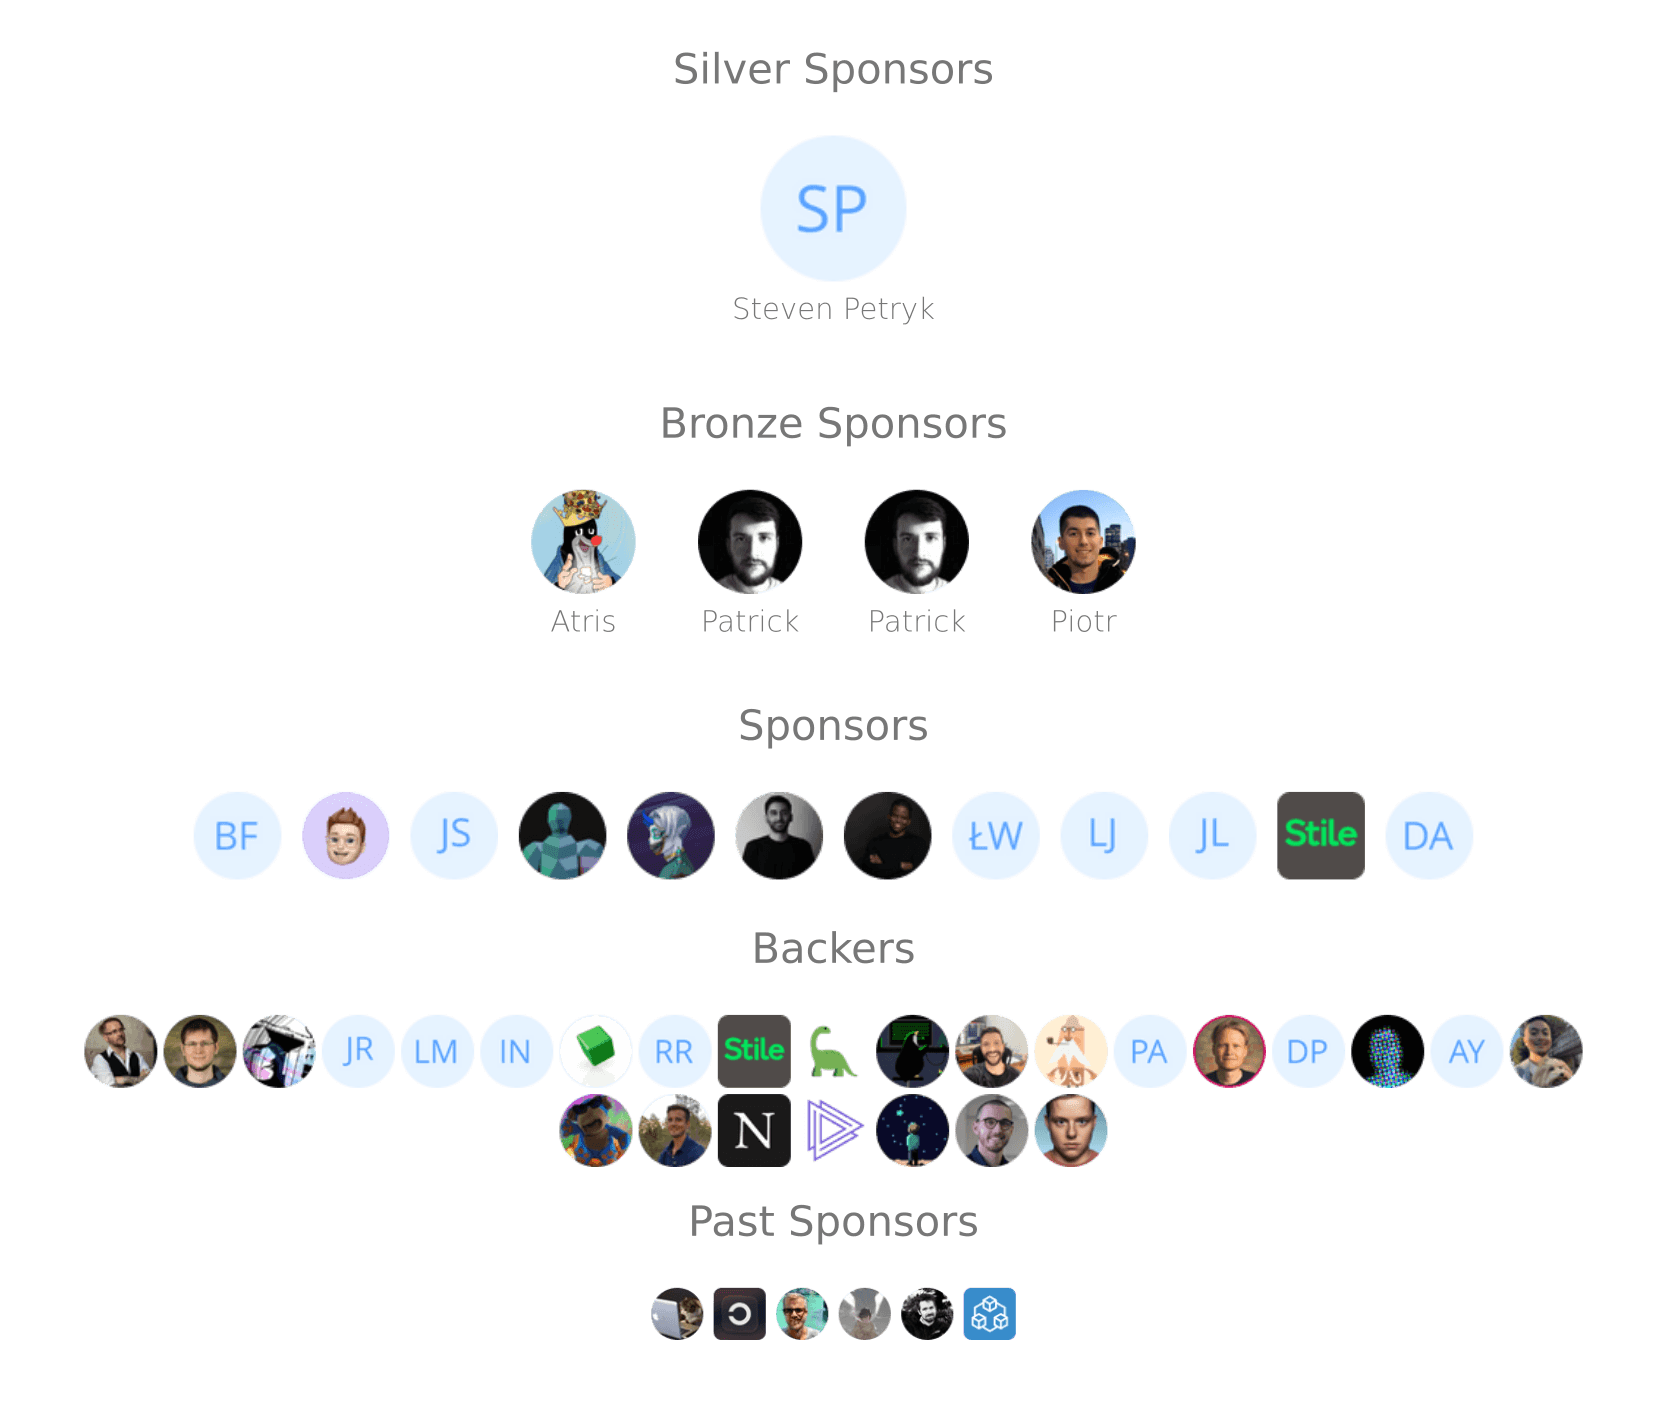 Silver Sponsors
SP
Steven Petryk
Bronze Sponsors
Atris Patrick Patrick Piotr
Sponsors
BF JS ŁW LJ JL Stile DA
Backers
JR LM IN RR Stile PA DP AY
N
Past Sponsors